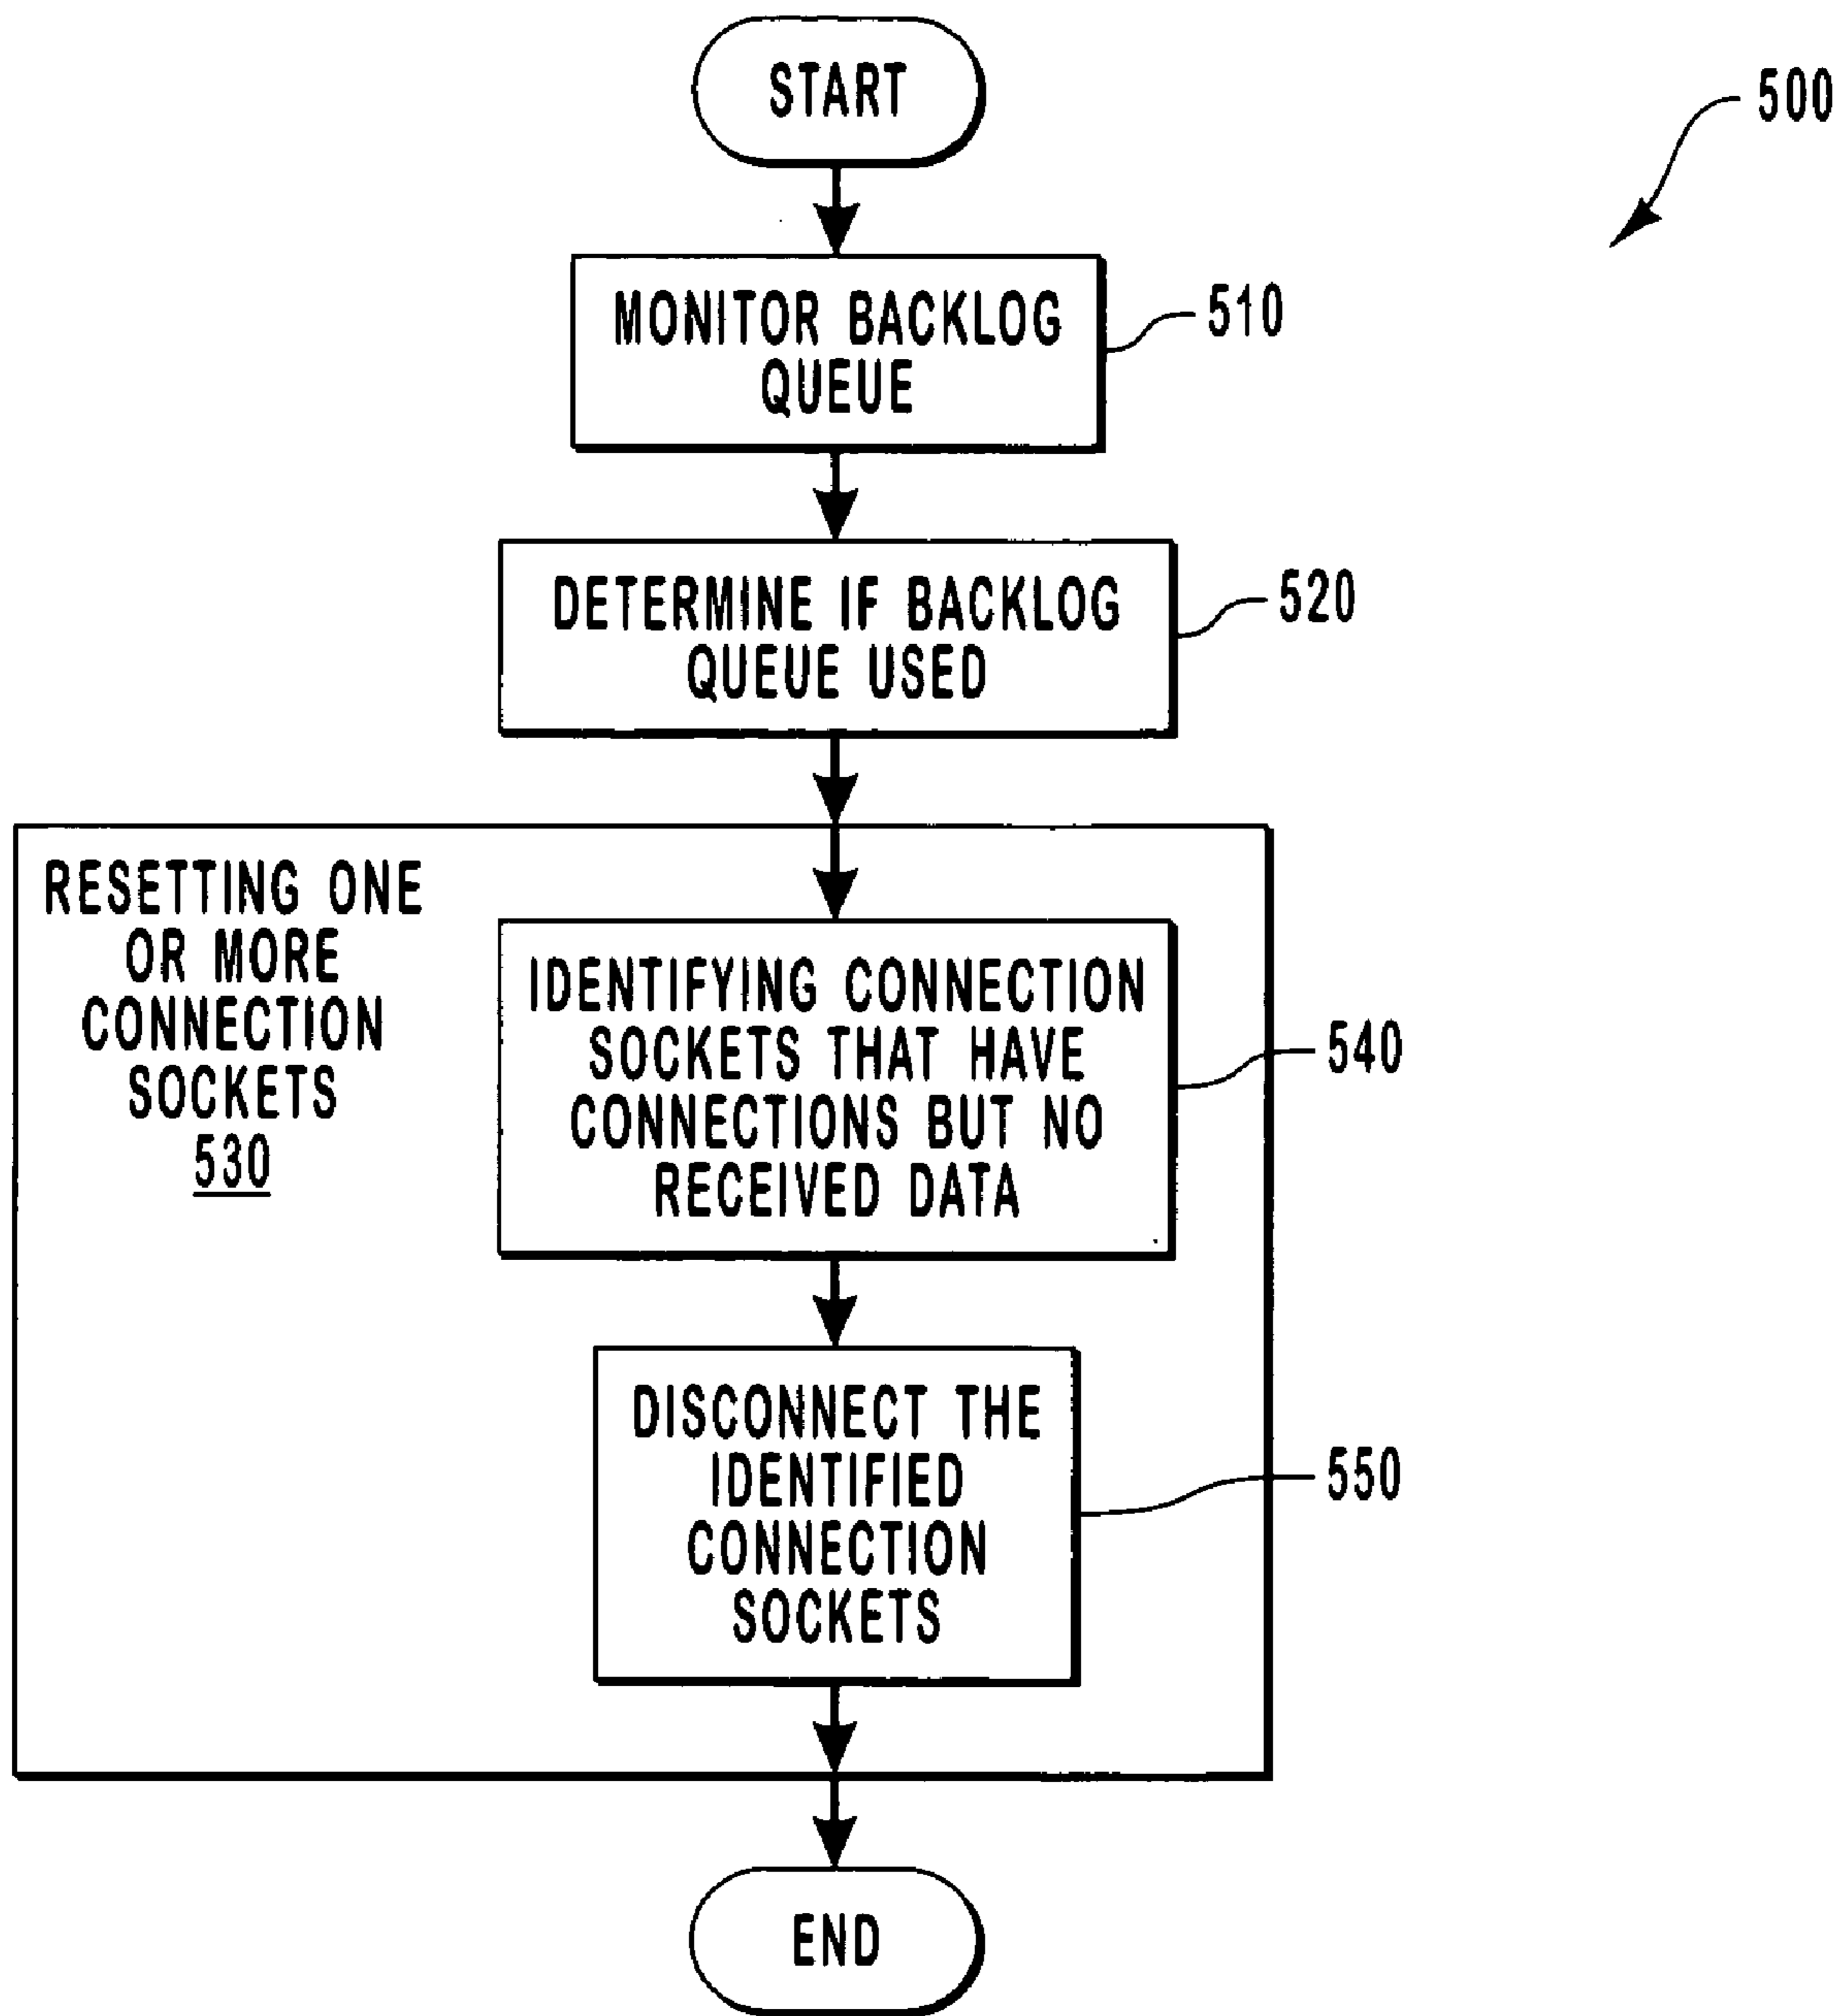 START
500
MONITOR BACKLOG
QUEUE
510
DETERMINE IF BACKLOG
QUEUE USED
520
RESETTING ONE
OR MORE
CONNECTION
SOCKETS
530
IDENTIFYING CONNECTION
SOCKETS THAT HAVE
CONNECTIONS BUT NO
RECEIVED DATA
540
DISCONNECT THE
IDENTIFIED
CONNECTION
SOCKETS
550
END